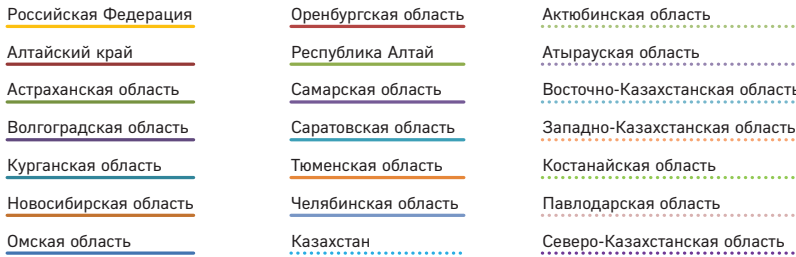 Российская Федерация
Алтайский край
Астраханская область
Волгоградская область
Курганская область
Новосибирская область
Омская область
Оренбургская область
Республика Алтай
Самарская область
Саратовская область
Тюменская область
Челябинская область
Казахстан
Актюбинская область
Атырауская область
Восточно-Казахстанская область
Западно-Казахстанская область
Костанайская область
Павлодарская область
Северо-Казахстанская область